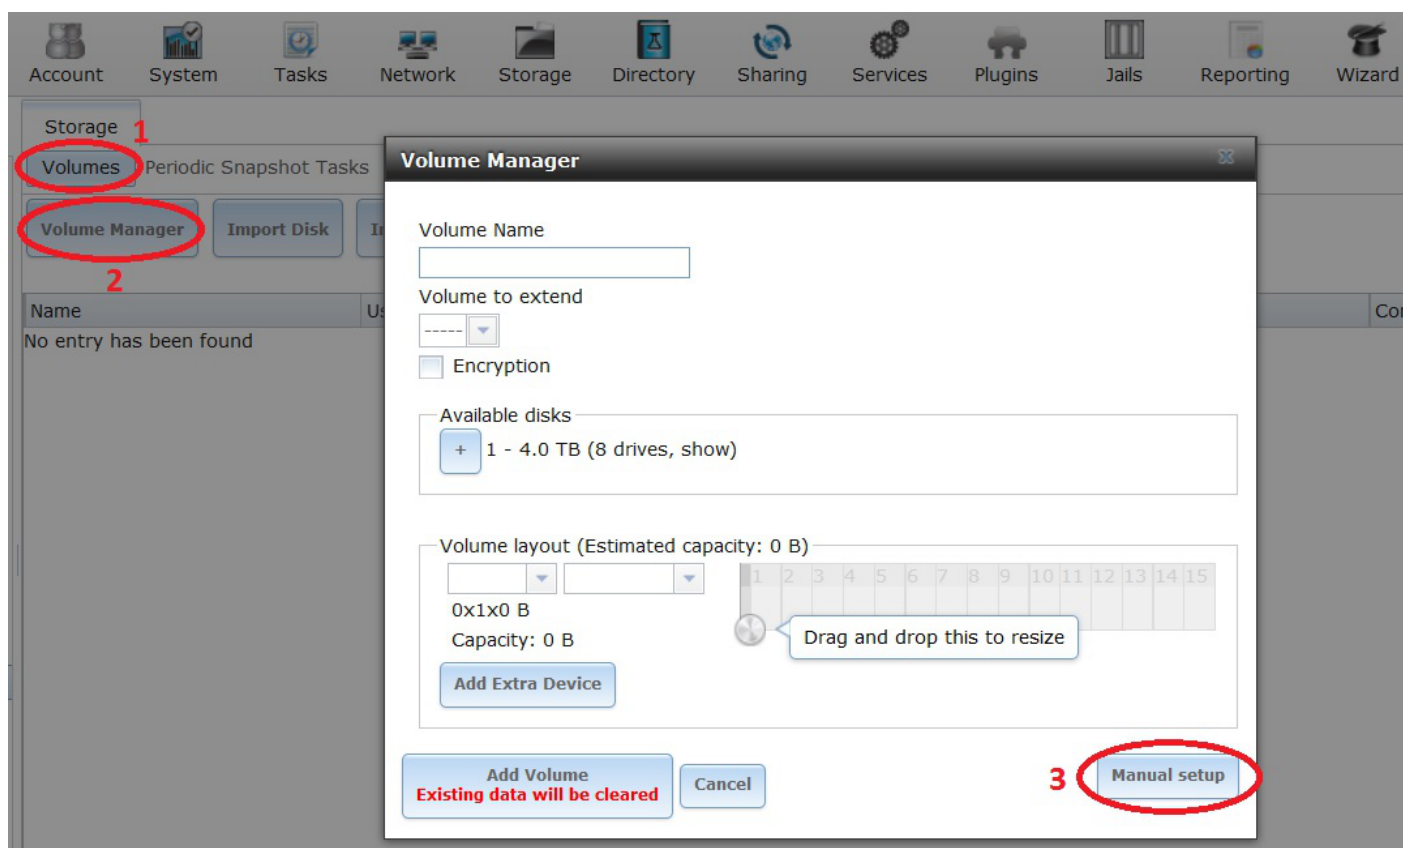 Account System Tasks Network Storage Directory Sharing Services Plugins Jails Reporting Wizard
Storage 1
Volumes Periodic Snapshot Tasks
Volume Manager
Volume Manager Import Disk
2
Name
No entry has been found
Volume Name
Volume to extend
-----
Encryption
Available disks
+ 1 - 4.0 TB (8 drives, show)
Volume layout (Estimated capacity: 0 B)
1 2 3 4 5 6 7 8 9 10 11 12 13 14 15
0x1x0 B
Capacity: 0 B
Drag and drop this to resize
Add Extra Device
Add Volume
Existing data will be cleared
Cancel
3 Manual setup